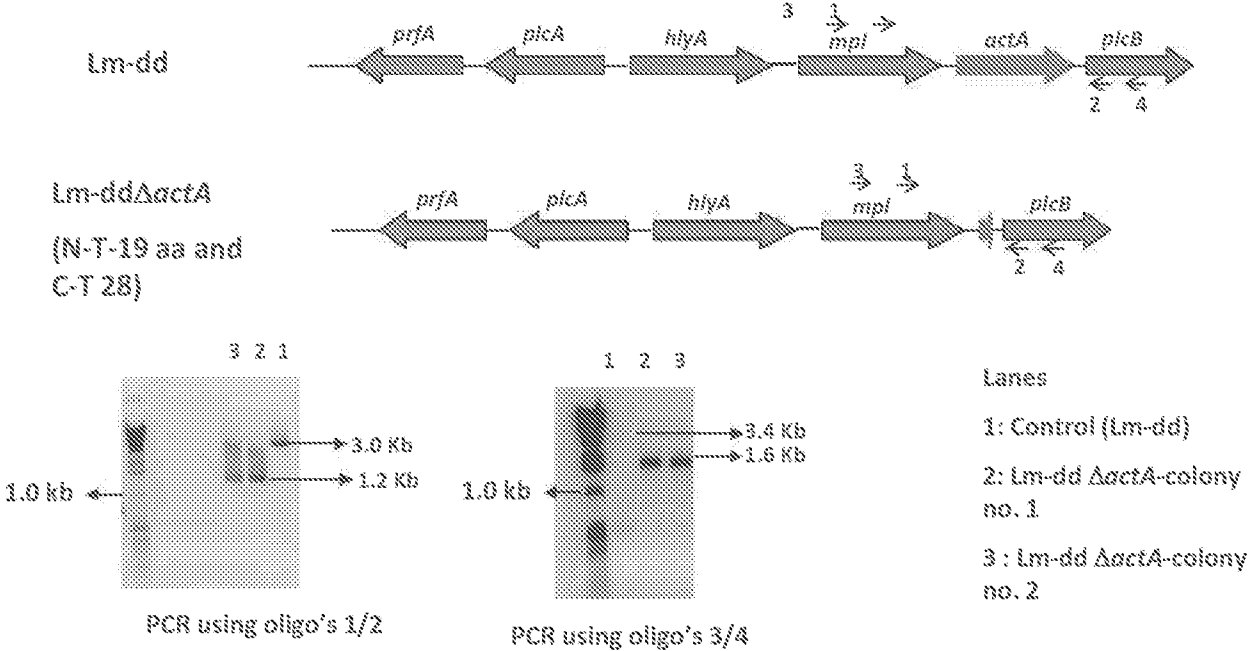 3 1
prfA plcA hlyA mpl actA plcB
Lm-dd
2 4
3 1
Lm-ddΔactA
prfA plcA hlyA mpl plcB
(N-T-19 aa and
C-T 28)
2 4
3 2 1
1 2 3
Lanes
3.0 Kb
3.4 Kb
1: Control (Lm-dd)
1.2 Kb
1.6 Kb
1.0 kb
1.0 kb
2: Lm-dd ΔactA-colony
no. 1
3 : Lm-dd ΔactA-colony
no. 2
PCR using oligo's 1/2
PCR using oligo's 3/4